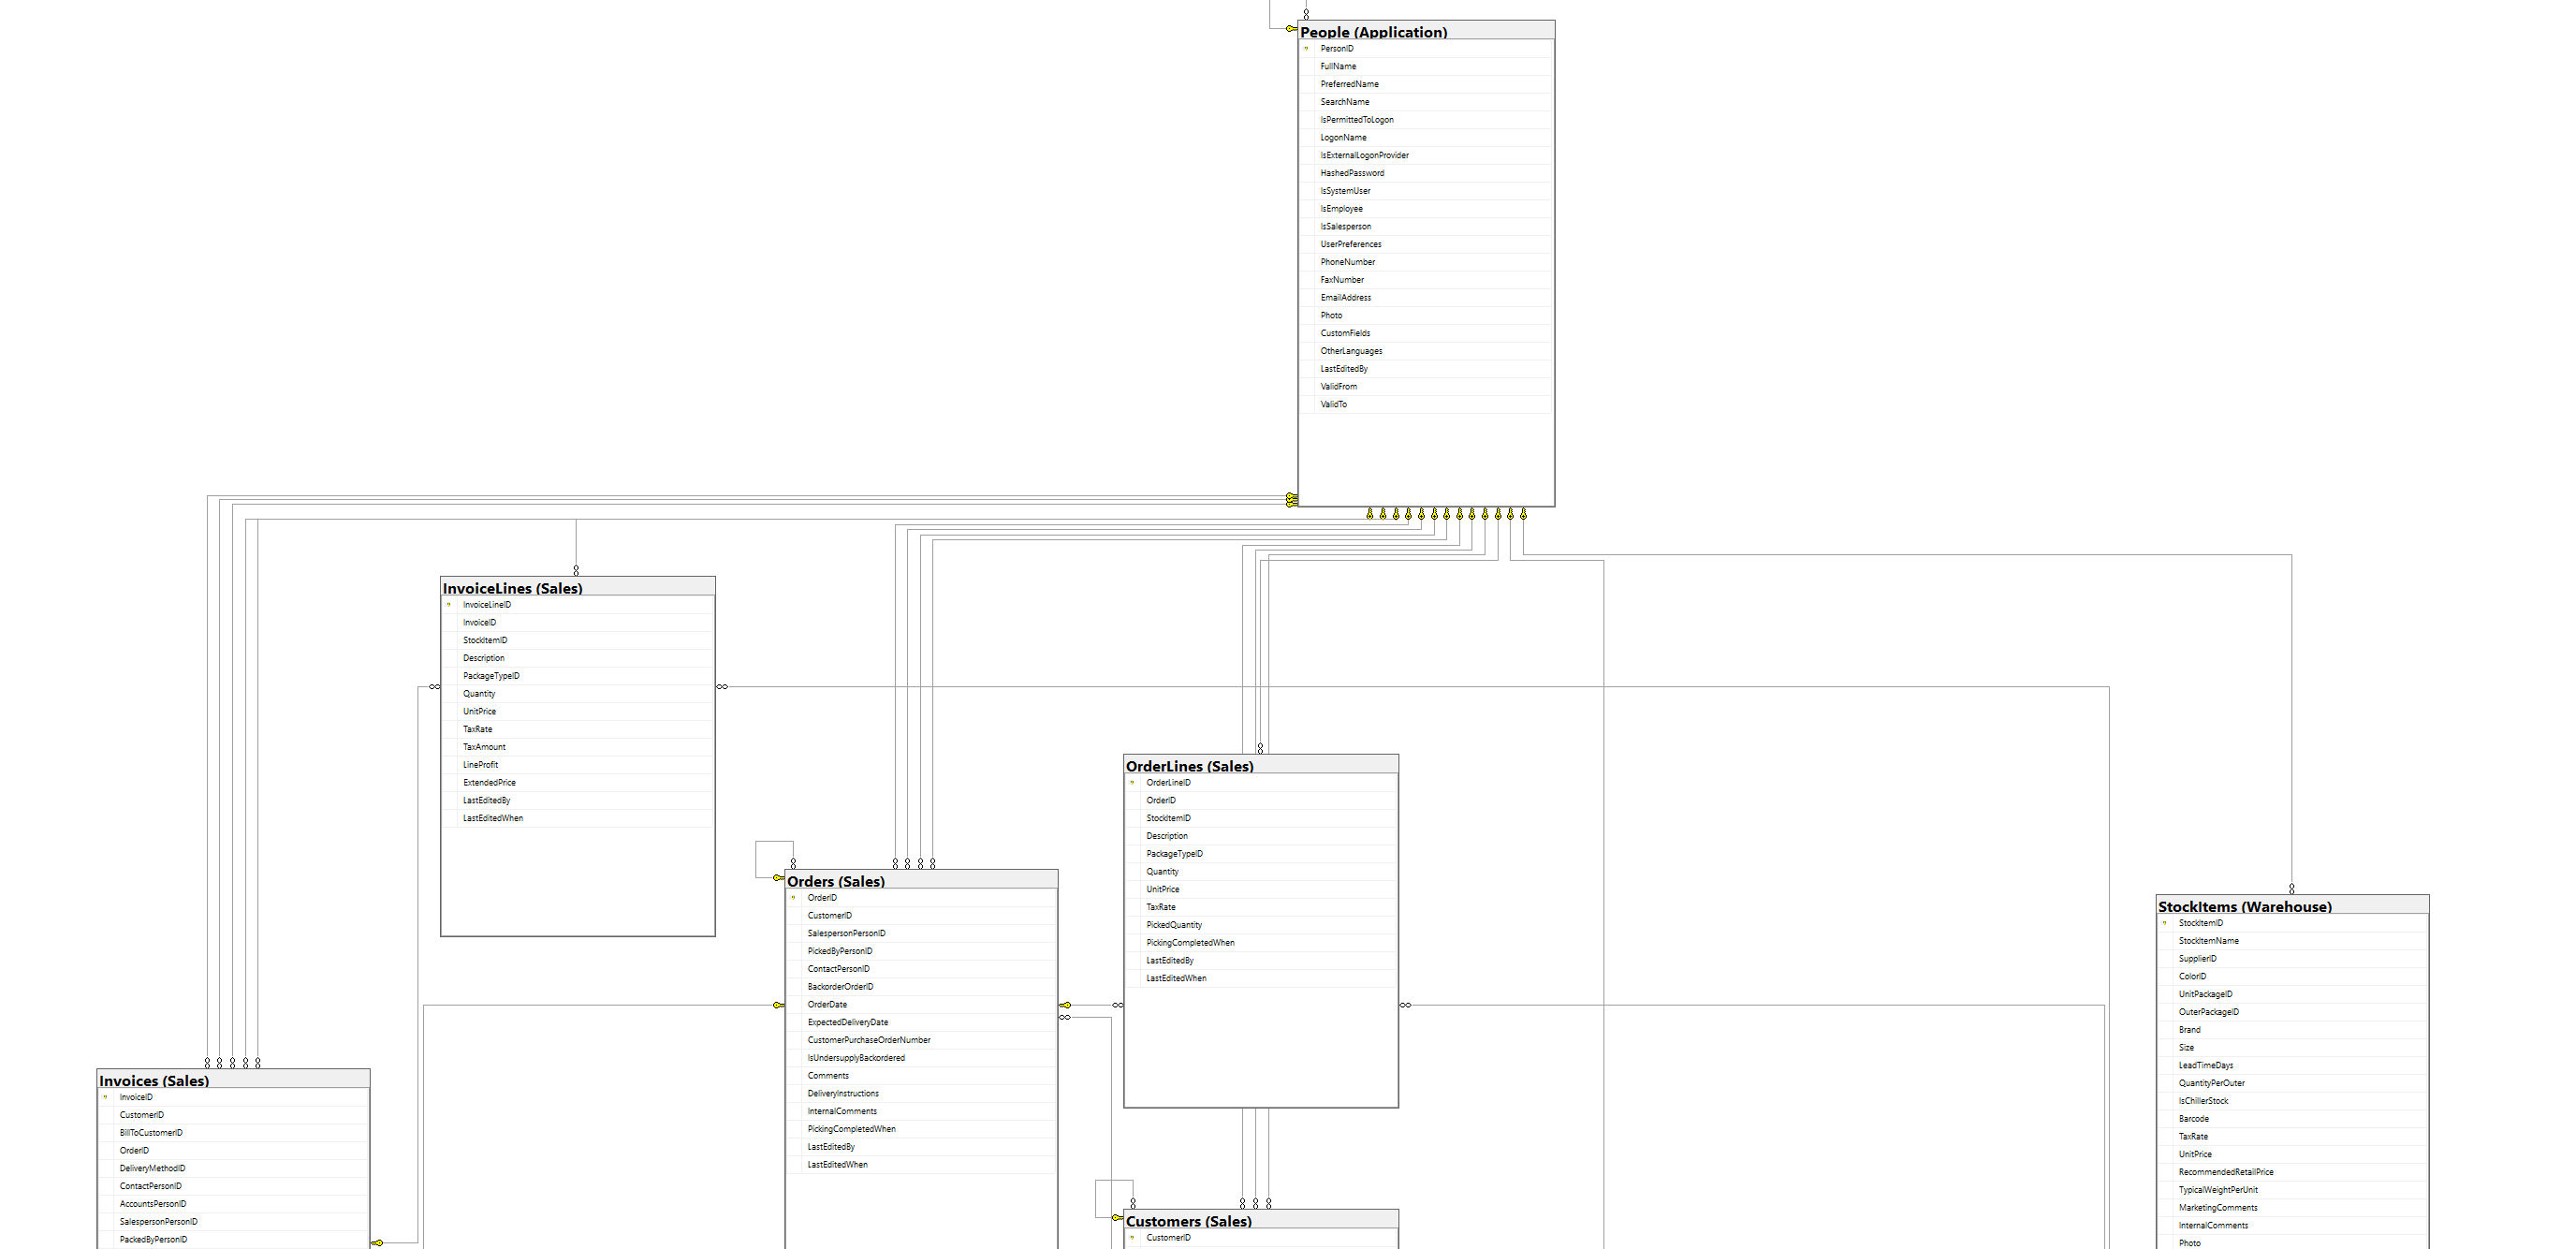 People (Application)
PersonID
FullName
PreferredName
SearchName
IsPermittedToLogon
LogonName
IsExternalLogonProvider
HashedPassword
IsSystemUser
IsEmployee
IsSalesperson
UserPreferences
PhoneNumber
FaxNumber
EmailAddress
Photo
CustomFields
OtherLanguages
LastEditedBy
ValidFrom
ValidTo
InvoiceLines (Sales)
InvoiceLineID
InvoiceID
StockItemID
Description
PackageTypeID
Quantity
UnitPrice
TaxRate
TaxAmount
LineProfit
ExtendedPrice
LastEditedBy
LastEditedWhen
OrderLines (Sales)
OrderLineID
OrderID
StockItemID
Description
PackageTypeID
Quantity
UnitPrice
TaxRate
PickedQuantity
PickingCompletedWhen
LastEditedBy
LastEditedWhen
Orders (Sales)
OrderID
CustomerID
SalespersonPersonID
PickedByPersonID
ContactPersonID
BackorderOrderID
OrderDate
ExpectedDeliveryDate
CustomerPurchaseOrderNumber
IsUndersupplyBackordered
Comments
DeliveryInstructions
InternalComments
PickingCompletedWhen
LastEditedBy
LastEditedWhen
StockItems (Warehouse)
StockItemID
StockItemName
SupplierID
ColorID
UnitPackageID
OuterPackageID
Brand
Size
LeadTimeDays
QuantityPerOuter
IsChillerStock
Barcode
TaxRate
UnitPrice
RecommendedRetailPrice
TypicalWeightPerUnit
MarketingComments
InternalComments
Photo
Invoices (Sales)
InvoiceID
CustomerID
BillToCustomerID
OrderID
DeliveryMethodID
ContactPersonID
AccountsPersonID
SalespersonPersonID
PackedByPersonID
Customers (Sales)
CustomerID